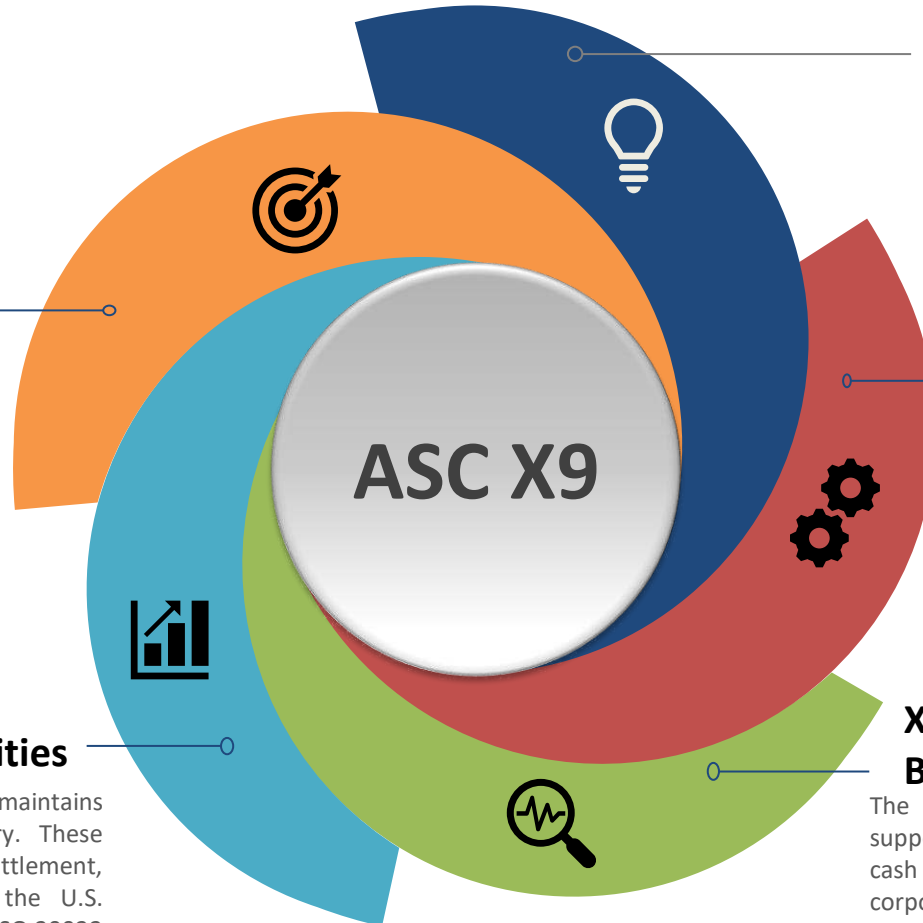 ASC X9
ities
maintains
ry. These
ttlement,
the U.S.
X
B
The
supp
cash
corpo